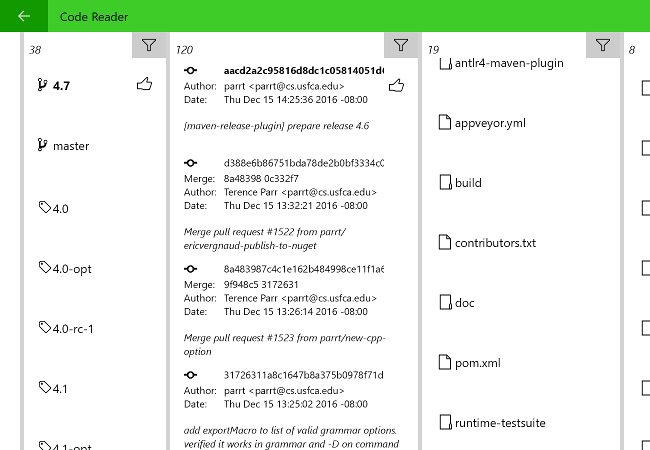 Code Reader
38
4.7
master
4.0
4.0-opt
4.0-rc-1
4.1
4.1-opt
120
aacd2a2c95816d8dc1c05814051d
Author: parrt <parrt@cs.usfca.edu>
Date: Thu Dec 15 14:25:36 2016 -08:00
[maven-release-plugin] prepare release 4.6
d388e6b86751bda78de2b0bf3334c
Merge: 8a48398 0c332f7
Author: Terence Parr <parrt@cs.usfca.edu>
Date: Thu Dec 15 13:32:21 2016 -08:00
Merge pull request #1522 from parrt/
ericvergnaud-publish-to-nuget
8a483987c4c1e162b484998ce11f1a
Merge: 9f948c5 3172631
Author: Terence Parr <parrt@cs.usfca.edu>
Date: Thu Dec 15 13:26:14 2016 -08:00
Merge pull request #1523 from parrt/new-cpp-
option
31726311a8c1647b8a375b0978f71d
Author: parrt <parrt@cs.usfca.edu>
Date: Thu Dec 15 13:25:02 2016 -08:00
add exportMacro to list of valid grammar options.
verified it works in grammar and -D on command
19
antlr4-maven-plugin
appveyor.yml
build
contributors.txt
doc
pom.xml
runtime-testsuite
8